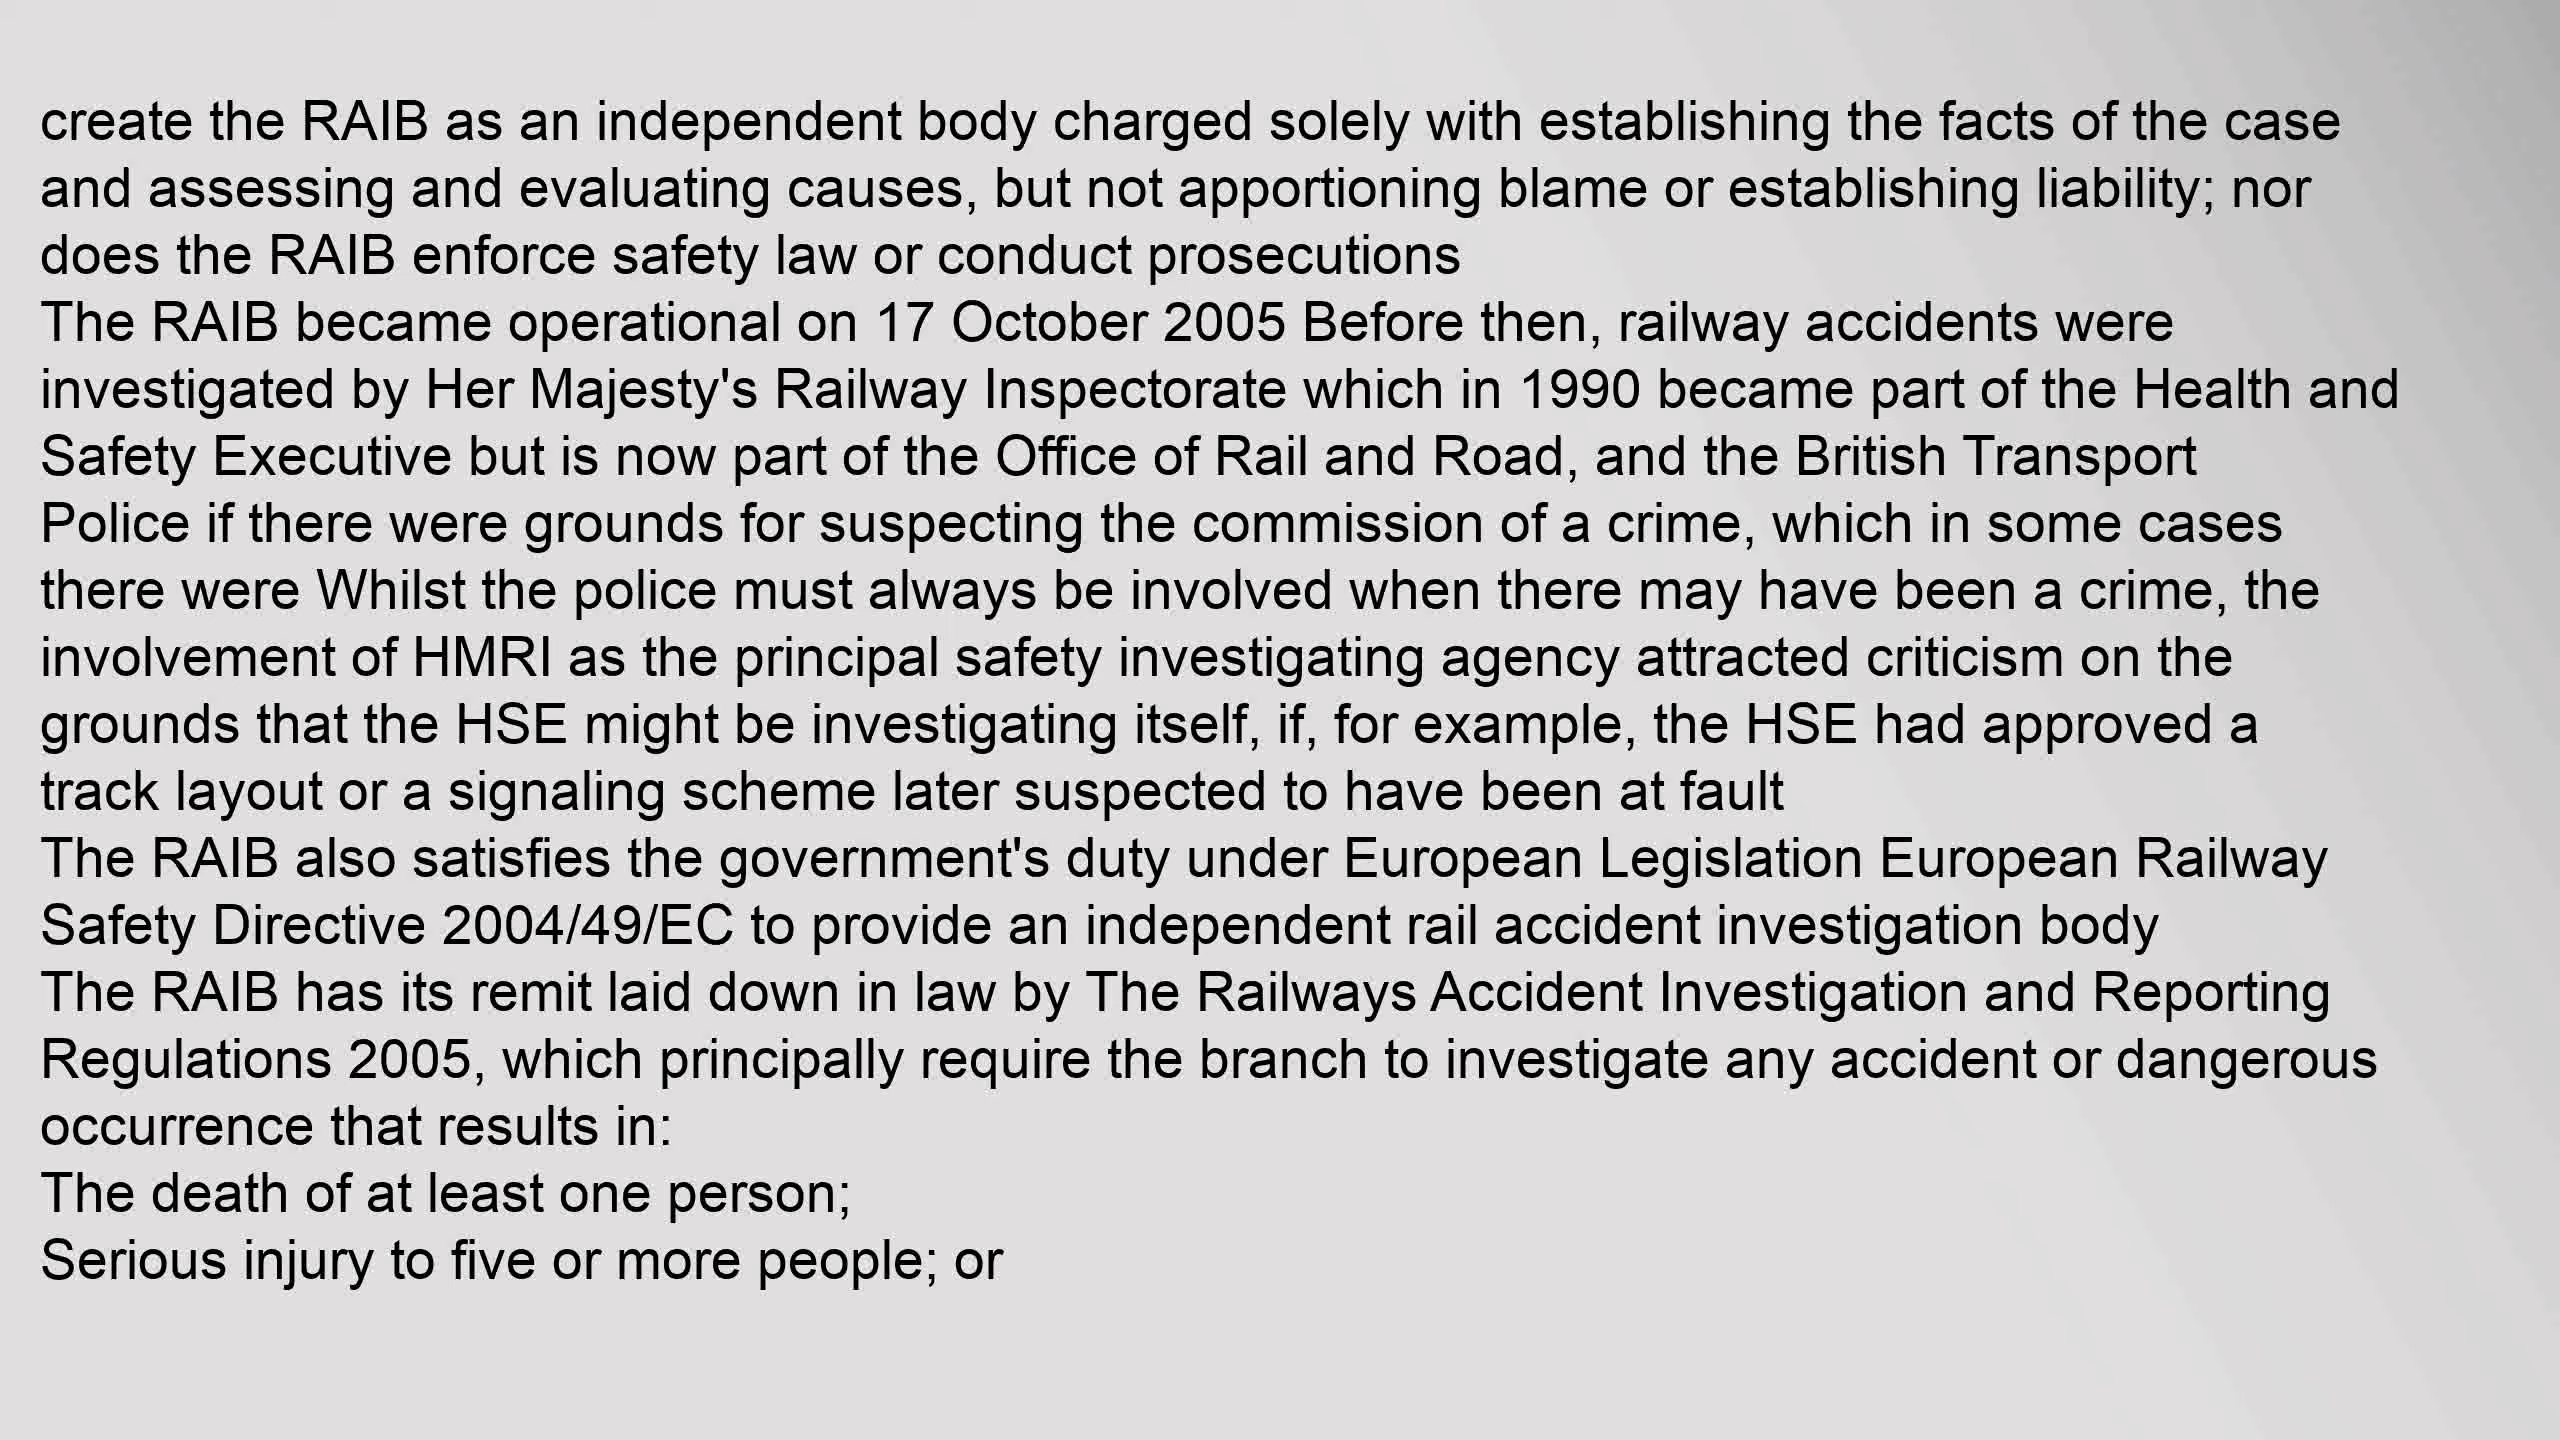 create the RAIB as an independent body charged solely with establishing the facts of the case
and assessing and evaluating causes, but not apportioning blame or establishing liability; nor
does the RAIB enforce safety law or conduct prosecutions
The RAIB became operational on 17 October 2005 Before then, railway accidents were
investigated by Her Majesty's Railway Inspectorate which in 1990 became part of the Health and
Safety Executive but is now part of the Office of Rail and Road, and the British Transport
Police if there were grounds for suspecting the commission of a crime, which in some cases
there were Whilst the police must always be involved when there may have been a crime, the
involvement of HMRI as the principal safety investigating agency attracted criticism on the
grounds that the HSE might be investigating itself, if, for example, the HSE had approved a
track layout or a signaling scheme later suspected to have been at fault
The RAIB also satisfies the government's duty under European Legislation European Railway
Safety Directive 2004/49/EC to provide an independent rail accident investigation body
The RAIB has its remit laid down in law by The Railways Accident Investigation and Reporting
Regulations 2005, which principally require the branch to investigate any accident or dangerous
occurrence that results in:
The death of at least one person;
Serious injury to five or more people; or